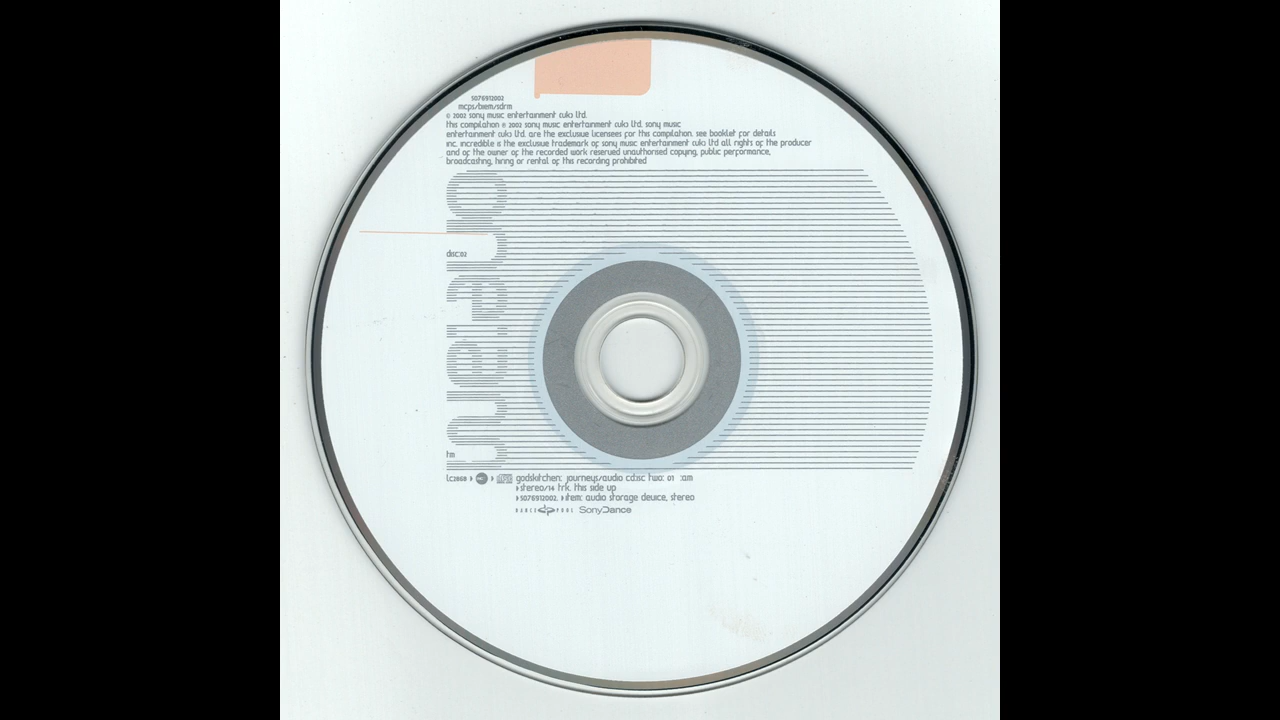 5076912002
mcps/biem/sdrm
© 2002 sony music entertainment (uk) ltd.
this compilation ℗ 2002 sony music entertainment (uk) ltd. sony music
entertainment (uk) ltd. are the exclusive licensees for this compilation. see booklet for details
inc. incredible is the exclusive trademark of sony music entertainment (uk) ltd all rights of the producer
and of the owner of the recorded work reserved unauthorised copying, public performance,
broadcasting, hiring or rental of this recording prohibited
disc:02
tm
lc2868
godskitchen: journeys/audio cd:sc two: 01 :am
stereo/14 trk. this side up
5076912002. item: audio storage device, stereo
DANCE dp POOL SonyDance